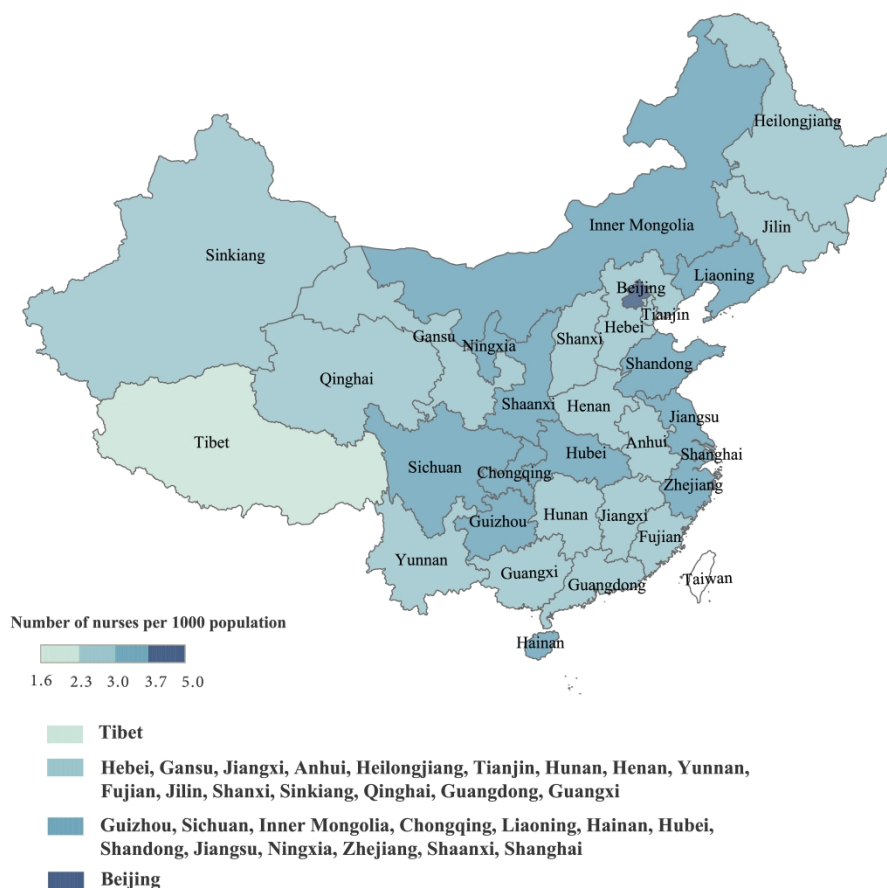 Heilongjiang
Jilin
Inner Mongolia
Sinkiang
Liaoning
Beijing
Tianjin
Hebei
Shanxi
Gansu
Ningxia
Shandong
Qinghai
Shaanxi
Henan
Jiangsu
Tibet
Anhui
Sichuan
Hubei
Shanghai
Chongqing
Zhejiang
Guizhou
Hunan
Jiangxi
Fujian
Yunnan
Guangxi
Guangdong
Taiwan
Hainan
Number of nurses per 1000 population
1.6 2.3 3.0 3.7 5.0
Tibet
Hebei, Gansu, Jiangxi, Anhui, Heilongjiang, Tianjin, Hunan, Henan, Yunnan,
Fujian, Jilin, Shanxi, Sinkiang, Qinghai, Guangdong, Guangxi
Guizhou, Sichuan, Inner Mongolia, Chongqing, Liaoning, Hainan, Hubei,
Shandong, Jiangsu, Ningxia, Zhejiang, Shaanxi, Shanghai
Beijing